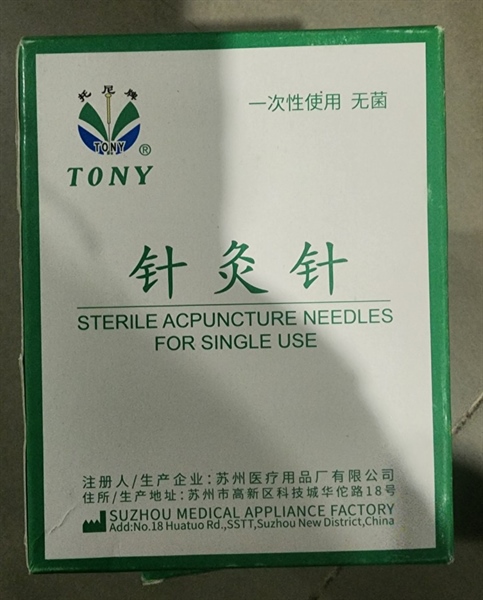 托尼牌
TONY ®
TONY
一次性使用 无菌
针灸针
STERILE ACPUNCTURE NEEDLES
FOR SINGLE USE
注册人/生产企业:苏州医疗用品厂有限公司
住所/生产地址:苏州市高新区科技城华佗路18号
SUZHOU MEDICAL APPLIANCE FACTORY
Add:No.18 Huatuo Rd.,SSTT,Suzhou New District,China